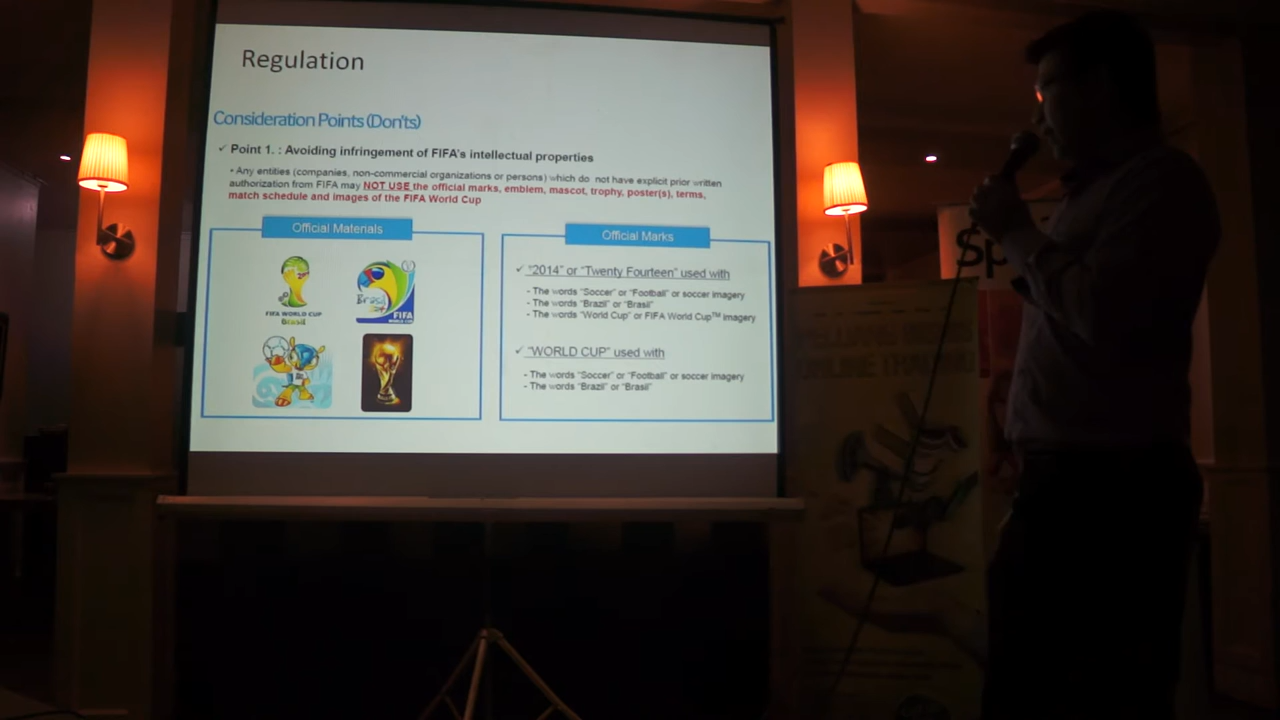 Regulation
Consideration Points (Don'ts)
✓ Point 1. : Avoiding infringement of FIFA's intellectual properties
• Any entities (companies, non-commercial organizations or persons) which do not have explicit prior written
authorization from FIFA may NOT USE the official marks, emblem, mascot, trophy, poster(s), terms,
match schedule and images of the FIFA World Cup
Official Materials
FIFA WORLD CUP
Brasil
Brasil
FIFA
WORLD CUP
Official Marks
✓ "2014" or "Twenty Fourteen" used with
- The words "Soccer" or "Football" or soccer imagery
- The words "Brazil" or "Brasil"
- The words "World Cup" or FIFA World Cup™ imagery
✓ "WORLD CUP" used with
- The words "Soccer" or "Football" or soccer imagery
- The words "Brazil" or "Brasil"
Sp